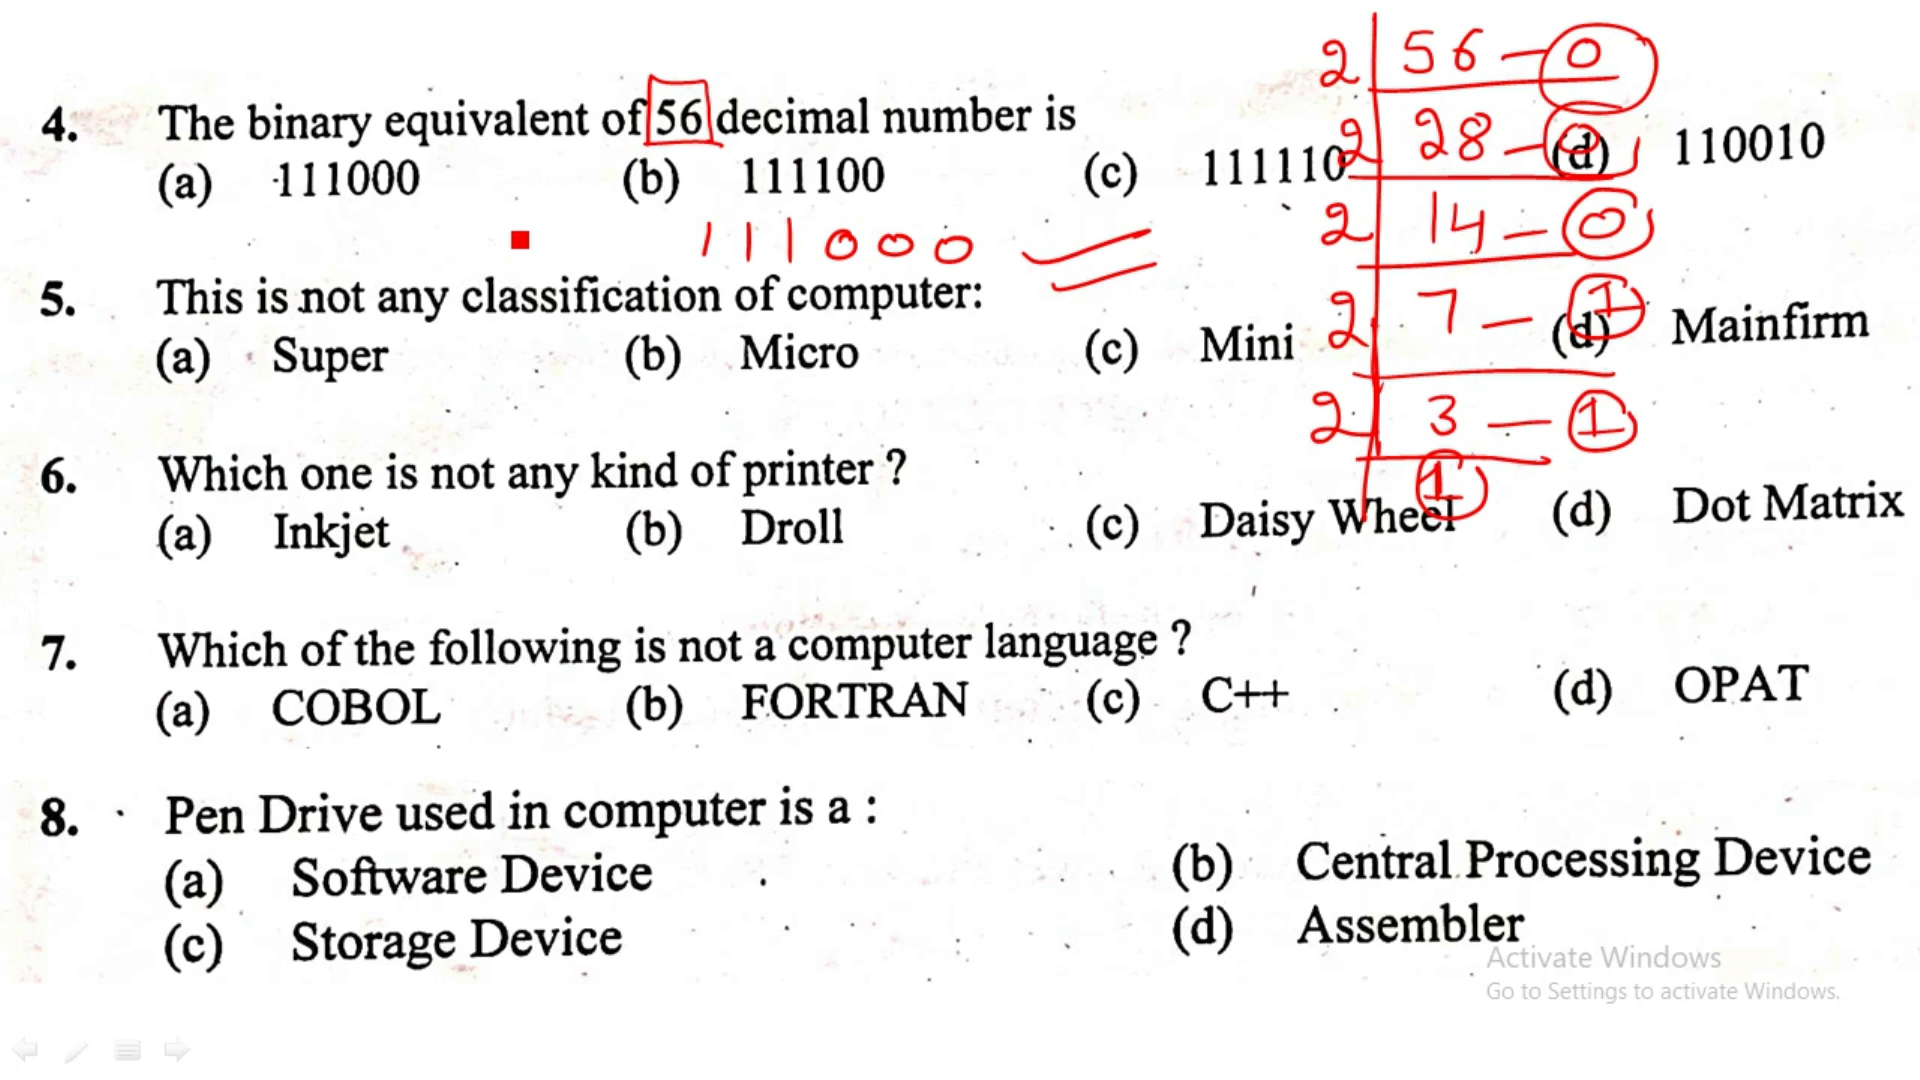 4. The binary equivalent of 56 decimal number is
(a) 111000 (b) 111100 (c) 111110 (d) 110010
111000
2 56 - 0
2 28 - 0
2 14 - 0
2 7 - 1
2 3 - 1
1
5. This is not any classification of computer:
(a) Super (b) Micro (c) Mini (d) Mainfirm
6. Which one is not any kind of printer ?
(a) Inkjet (b) Droll (c) Daisy Wheel (d) Dot Matrix
7. Which of the following is not a computer language ?
(a) COBOL (b) FORTRAN (c) C++ (d) OPAT
8. Pen Drive used in computer is a :
(a) Software Device (b) Central Processing Device
(c) Storage Device (d) Assembler
Activate Windows
Go to Settings to activate Windows.